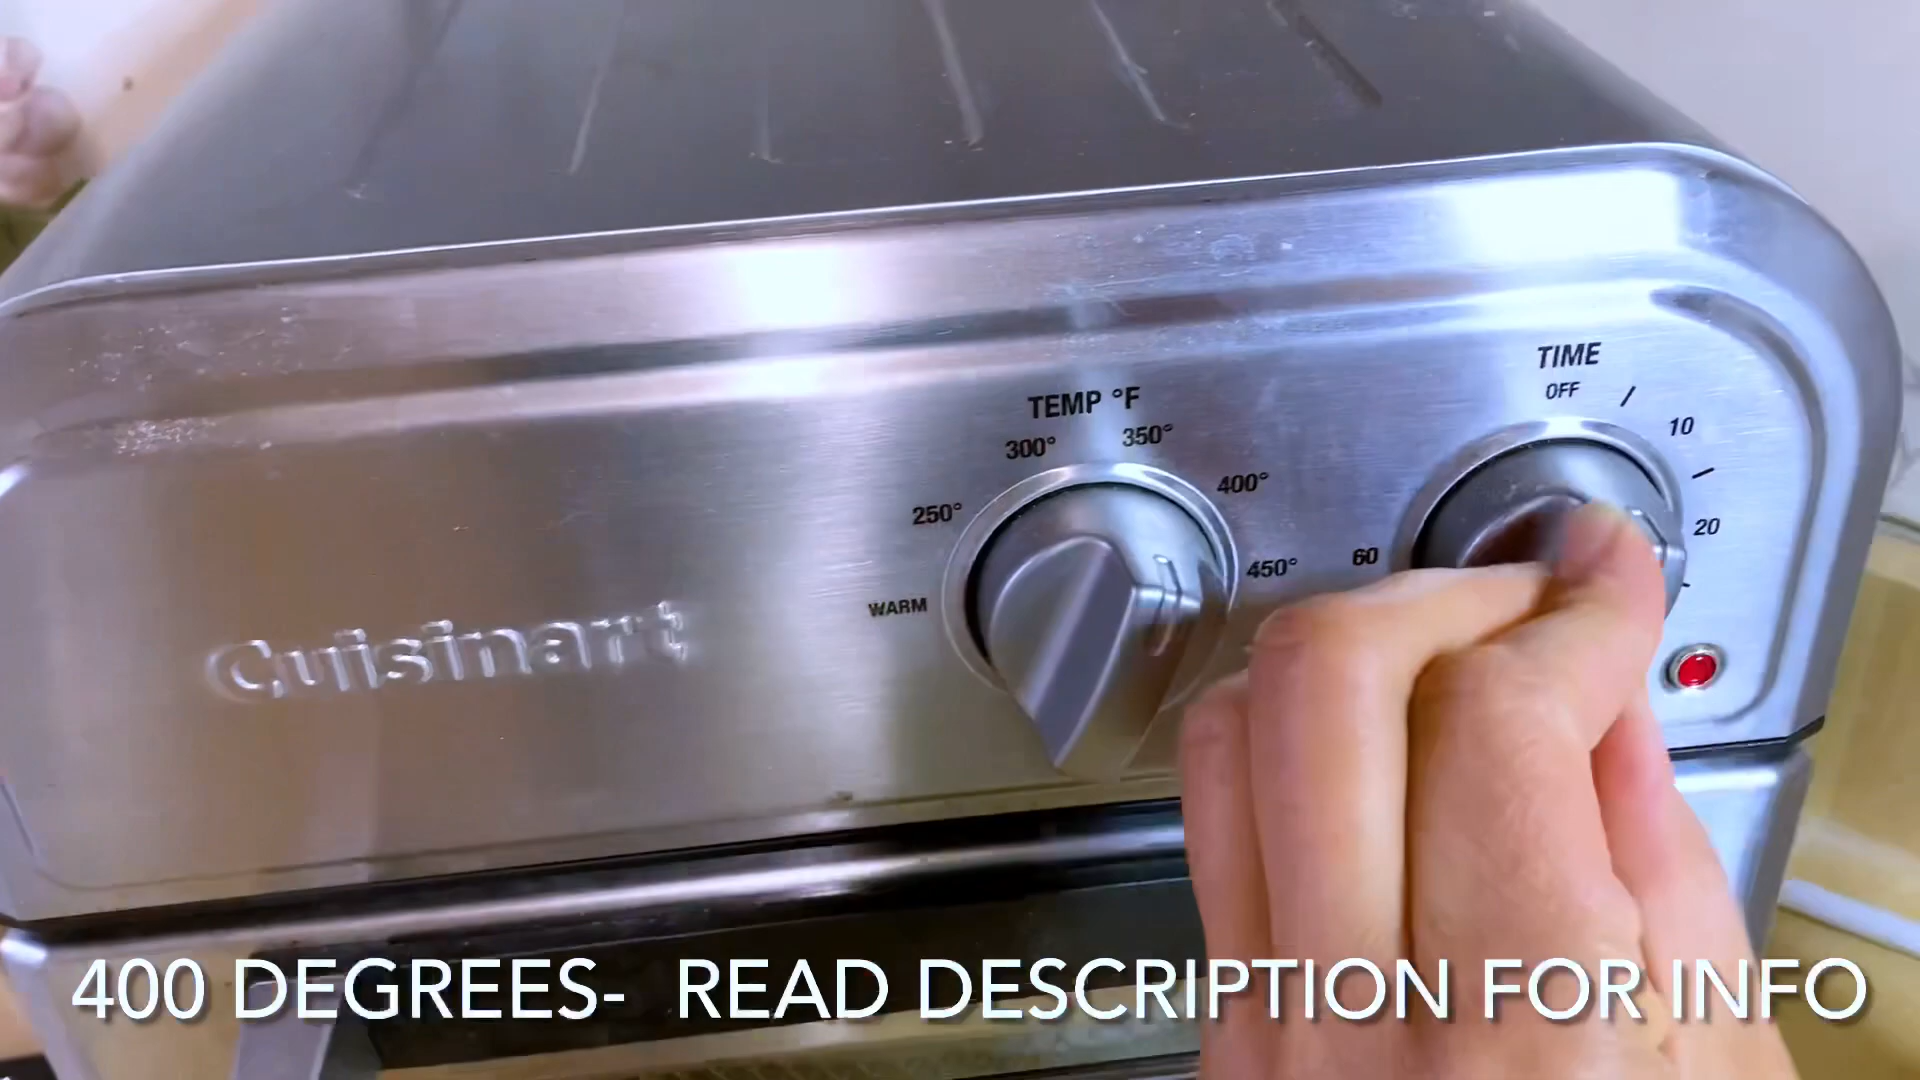 TIME
OFF
TEMP °F
10
300° 350°
400°
250°
20
60
450°
WARM
Cuisinart
400 DEGREES- READ DESCRIPTION FOR INFO